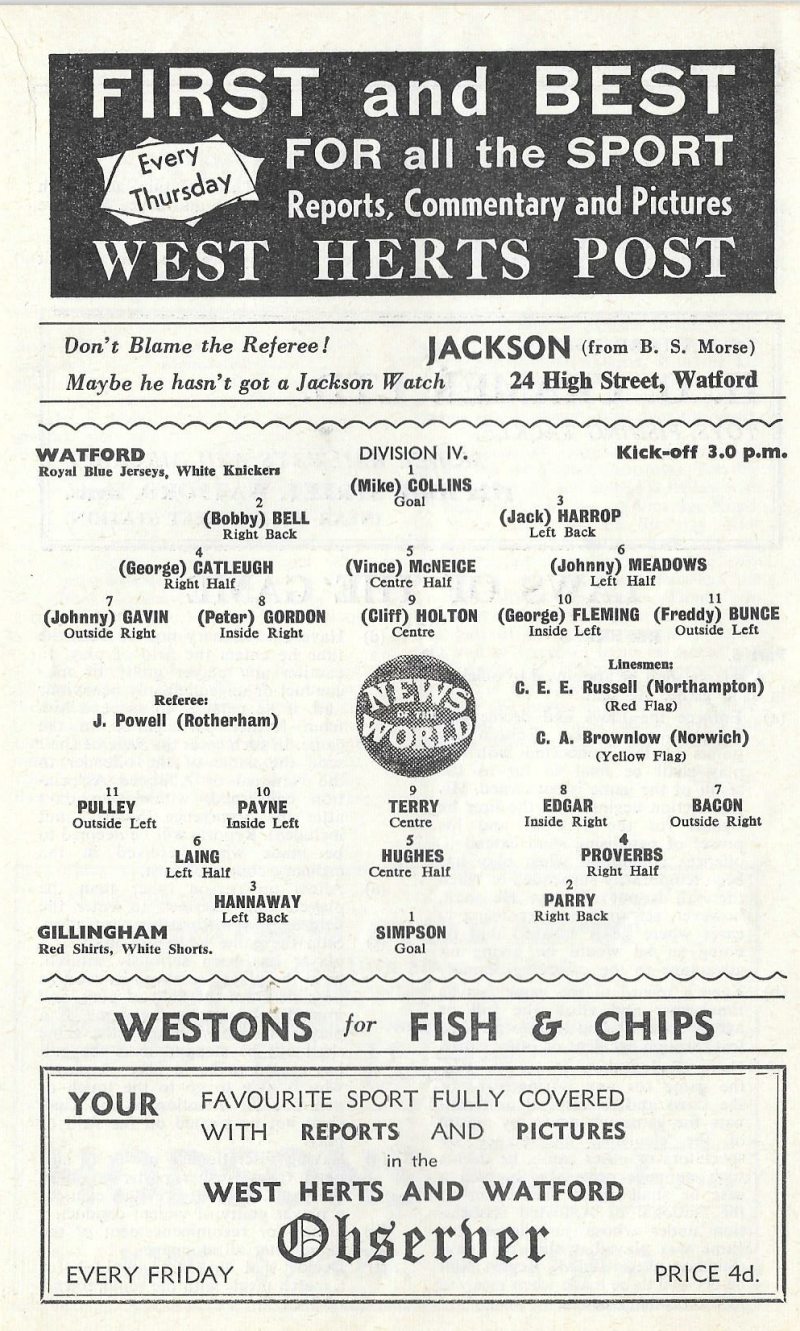 FIRST and BEST
Every Thursday
FOR all the SPORT
Reports, Commentary and Pictures
WEST HERTS POST
Don't Blame the Referee! JACKSON (from B. S. Morse)
Maybe he hasn't got a Jackson Watch 24 High Street, Watford
WATFORD DIVISION IV. Kick-off 3.0 p.m.
Royal Blue Jerseys, White Knickers
1
(Mike) COLLINS
Goal
2 3
(Bobby) BELL (Jack) HARROP
Right Back Left Back
4 5 6
(George) CATLEUGH (Vince) McNEICE (Johnny) MEADOWS
Right Half Centre Half Left Half
7 8 9 10 11
(Johnny) GAVIN (Peter) GORDON (Cliff) HOLTON (George) FLEMING (Freddy) BUNCE
Outside Right Inside Right Centre Inside Left Outside Left
Referee:
J. Powell (Rotherham)
NEWS
OF THE
WORLD
Linesmen:
C. E. E. Russell (Northampton)
(Red Flag)
C. A. Brownlow (Norwich)
(Yellow Flag)
11 10 9 8 7
PULLEY PAYNE TERRY EDGAR BACON
Outside Left Inside Left Centre Inside Right Outside Right
6 5 4
LAING HUGHES PROVERBS
Left Half Centre Half Right Half
3 2
HANNAWAY PARRY
Left Back Right Back
GILLINGHAM
Red Shirts, White Shorts.
1
SIMPSON
Goal
WESTONS for FISH & CHIPS
YOUR FAVOURITE SPORT FULLY COVERED
WITH REPORTS AND PICTURES
in the
WEST HERTS AND WATFORD
Observer
EVERY FRIDAY PRICE 4d.